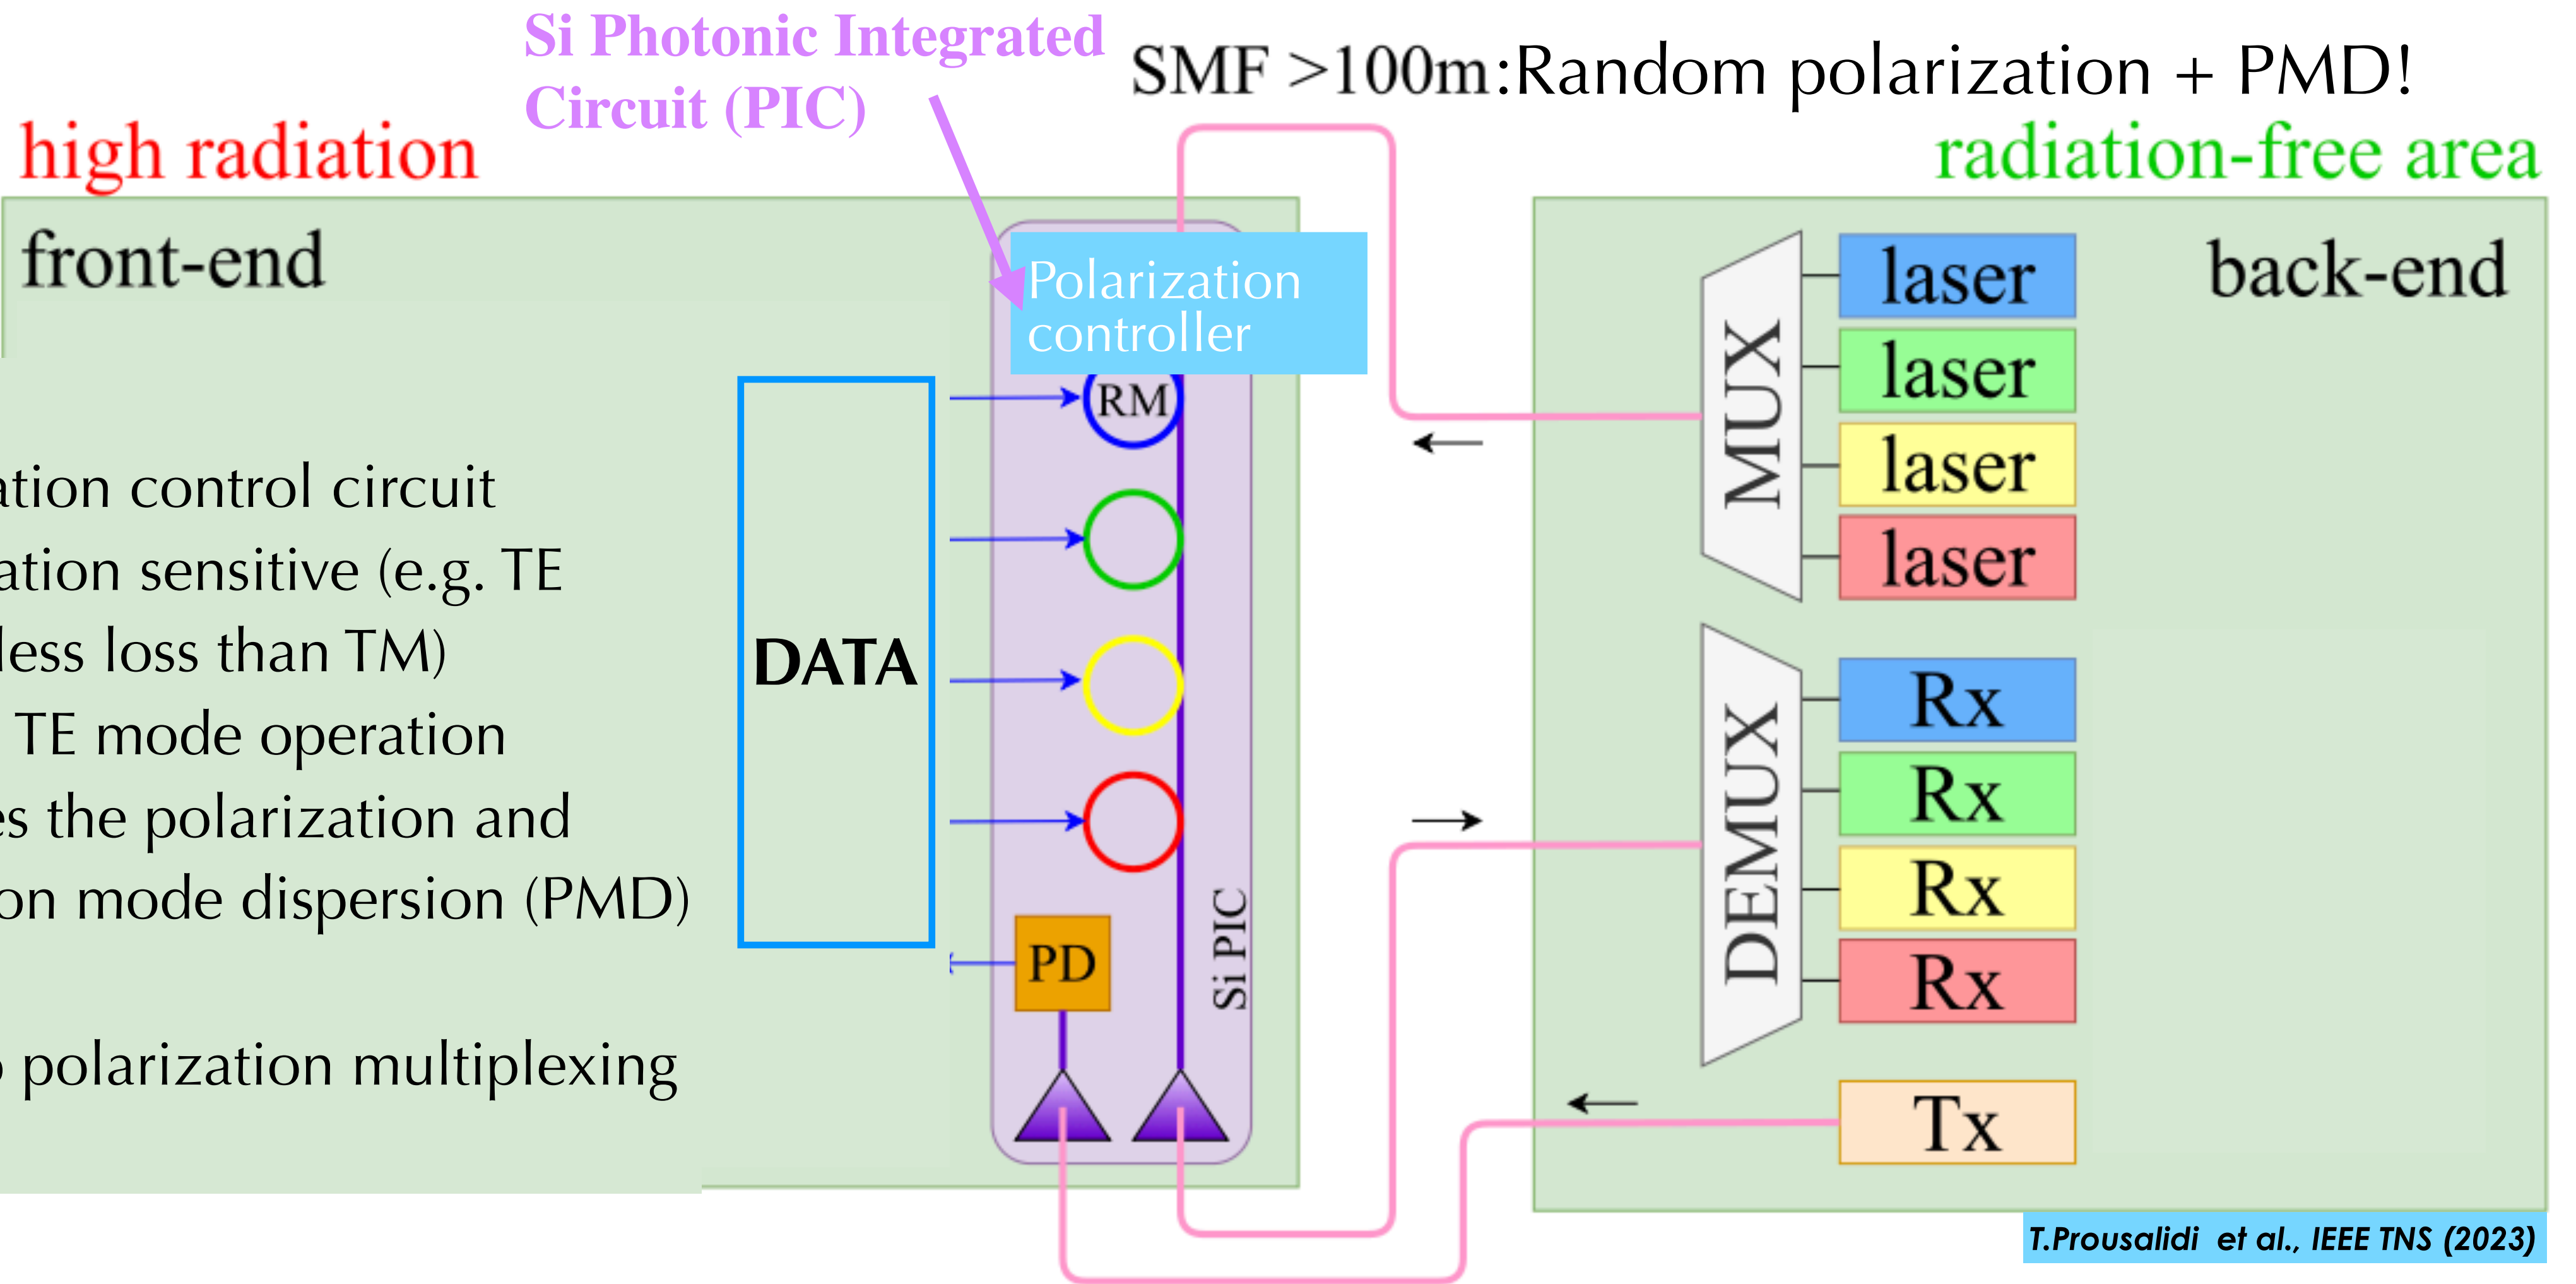 Si Photonic Integrated
Circuit (PIC)
SMF >100m:Random polarization + PMD!
high radiation
radiation-free area
front-end
back-end
Polarization
controller
RM
DATA
ation control circuit
ation sensitive (e.g. TE
less loss than TM)
TE mode operation
es the polarization and
on mode dispersion (PMD)
polarization multiplexing
PD
Si PIC
MUX
laser
laser
laser
laser
DEMUX
Rx
Rx
Rx
Rx
Tx
T.Prousalidi et al., IEEE TNS (2023)